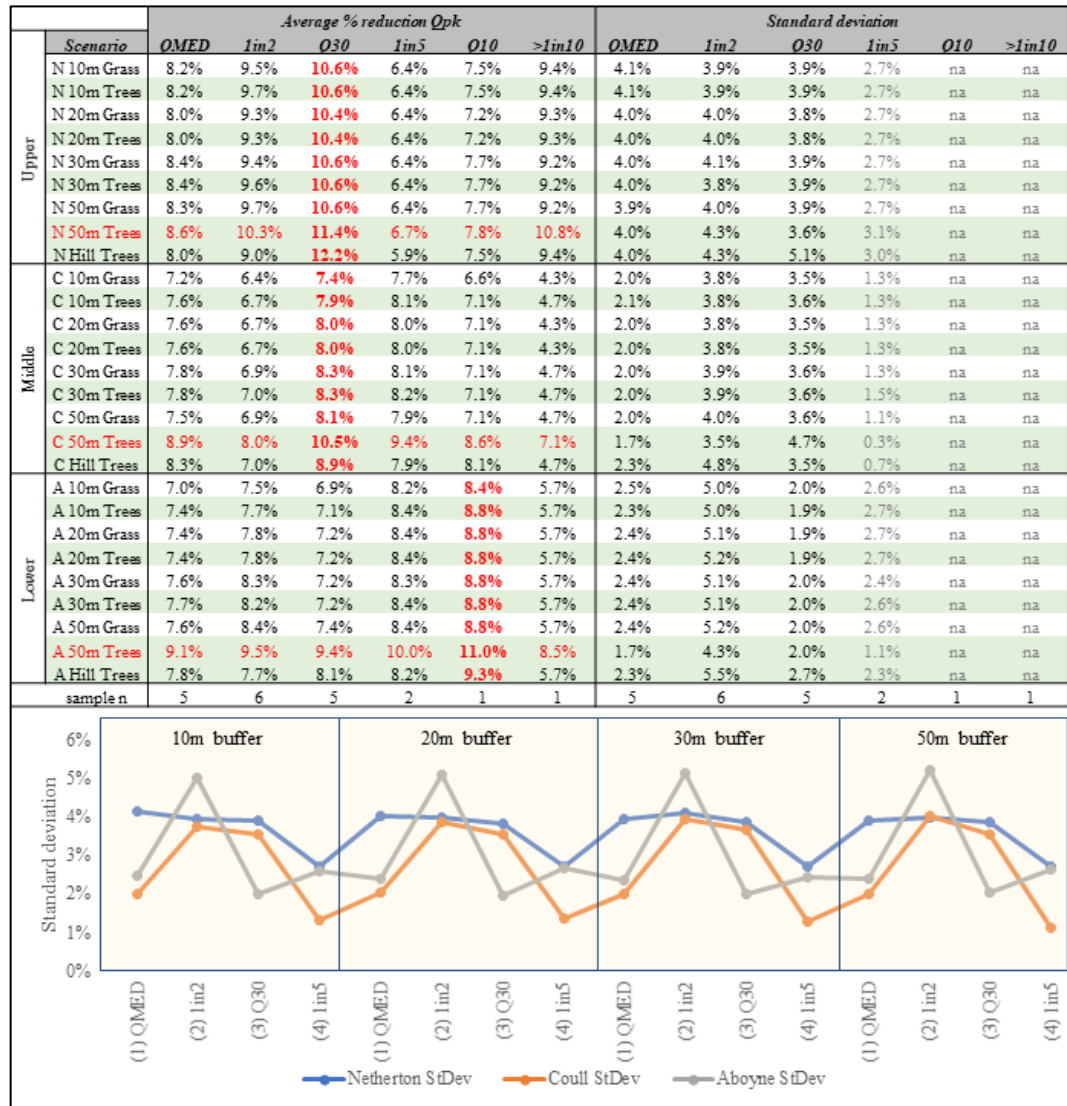 Average % reduction Qpk Standard deviation
Scenario QMED 1in2 Q30 1in5 Q10 >1in10 QMED 1in2 Q30 1in5 Q10 >1in10
Upper
N 10m Grass 8.2% 9.5% 10.6% 6.4% 7.5% 9.4% 4.1% 3.9% 3.9% 2.7% na na
N 10m Trees 8.2% 9.7% 10.6% 6.4% 7.5% 9.4% 4.1% 3.9% 3.9% 2.7% na na
N 20m Grass 8.0% 9.3% 10.4% 6.4% 7.2% 9.3% 4.0% 4.0% 3.8% 2.7% na na
N 20m Trees 8.0% 9.3% 10.4% 6.4% 7.2% 9.3% 4.0% 4.0% 3.8% 2.7% na na
N 30m Grass 8.4% 9.4% 10.6% 6.4% 7.7% 9.2% 4.0% 4.1% 3.9% 2.7% na na
N 30m Trees 8.4% 9.6% 10.6% 6.4% 7.7% 9.2% 4.0% 3.8% 3.9% 2.7% na na
N 50m Grass 8.3% 9.7% 10.6% 6.4% 7.7% 9.2% 3.9% 4.0% 3.9% 2.7% na na
N 50m Trees 8.6% 10.3% 11.4% 6.7% 7.8% 10.8% 4.0% 4.3% 3.6% 3.1% na na
N Hill Trees 8.0% 9.0% 12.2% 5.9% 7.5% 9.4% 4.0% 4.3% 5.1% 3.0% na na
Middle
C 10m Grass 7.2% 6.4% 7.4% 7.7% 6.6% 4.3% 2.0% 3.8% 3.5% 1.3% na na
C 10m Trees 7.6% 6.7% 7.9% 8.1% 7.1% 4.7% 2.1% 3.8% 3.6% 1.3% na na
C 20m Grass 7.6% 6.7% 8.0% 8.0% 7.1% 4.3% 2.0% 3.8% 3.5% 1.3% na na
C 20m Trees 7.6% 6.7% 8.0% 8.0% 7.1% 4.3% 2.0% 3.8% 3.5% 1.3% na na
C 30m Grass 7.8% 6.9% 8.3% 8.1% 7.1% 4.7% 2.0% 3.9% 3.6% 1.3% na na
C 30m Trees 7.8% 7.0% 8.3% 8.2% 7.1% 4.7% 2.0% 3.9% 3.6% 1.5% na na
C 50m Grass 7.5% 6.9% 8.1% 7.9% 7.1% 4.7% 2.0% 4.0% 3.6% 1.1% na na
C 50m Trees 8.9% 8.0% 10.5% 9.4% 8.6% 7.1% 1.7% 3.5% 4.7% 0.3% na na
C Hill Trees 8.3% 7.0% 8.9% 7.9% 8.1% 4.7% 2.3% 4.8% 3.5% 0.7% na na
Lower
A 10m Grass 7.0% 7.5% 6.9% 8.2% 8.4% 5.7% 2.5% 5.0% 2.0% 2.6% na na
A 10m Trees 7.4% 7.7% 7.1% 8.4% 8.8% 5.7% 2.3% 5.0% 1.9% 2.7% na na
A 20m Grass 7.4% 7.8% 7.2% 8.4% 8.8% 5.7% 2.4% 5.1% 1.9% 2.7% na na
A 20m Trees 7.4% 7.8% 7.2% 8.4% 8.8% 5.7% 2.4% 5.2% 1.9% 2.7% na na
A 30m Grass 7.6% 8.3% 7.2% 8.3% 8.8% 5.7% 2.4% 5.1% 2.0% 2.4% na na
A 30m Trees 7.7% 8.2% 7.2% 8.4% 8.8% 5.7% 2.4% 5.1% 2.0% 2.6% na na
A 50m Grass 7.6% 8.4% 7.4% 8.4% 8.8% 5.7% 2.4% 5.2% 2.0% 2.6% na na
A 50m Trees 9.1% 9.5% 9.4% 10.0% 11.0% 8.5% 1.7% 4.3% 2.0% 1.1% na na
A Hill Trees 7.8% 7.7% 8.1% 8.2% 9.3% 5.7% 2.3% 5.5% 2.7% 2.3% na na
sample n 5 6 5 2 1 1 5 6 5 2 1 1
10m buffer 20m buffer 30m buffer 50m buffer
Standard deviation
6%
5%
4%
3%
2%
1%
0%
(1) QMED (2) 1in2 (3) Q30 (4) 1in5 (1) QMED (2) 1in2 (3) Q30 (4) 1in5 (1) QMED (2) 1in2 (3) Q30 (4) 1in5 (1) QMED (2) 1in2 (3) Q30 (4) 1in5
Netherton StDev Coull StDev Aboyne StDev